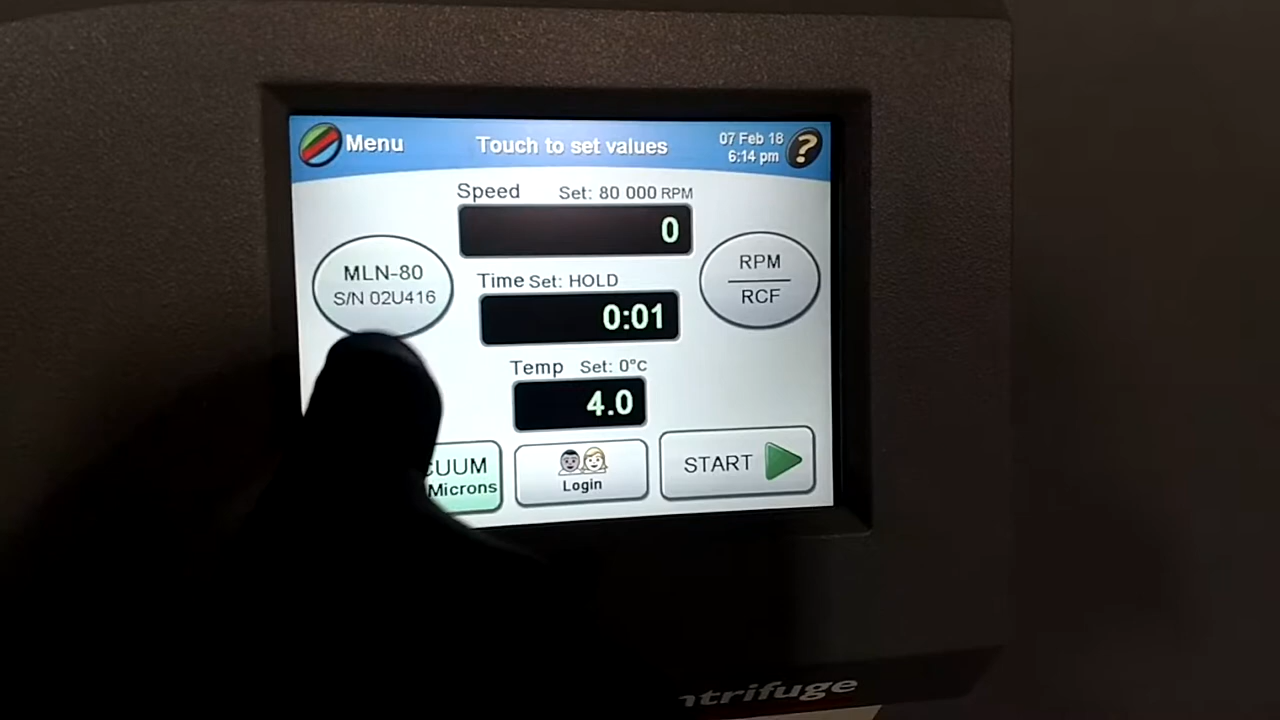 Menu
Touch to set values
07 Feb 18
6:14 pm
?
Speed Set: 80 000 RPM
0
MLN-80
S/N 02U416
RPM
RCF
Time Set: HOLD
0:01
Temp Set: 0°C
4.0
UUM
Microns
Login
START
ntrifuge